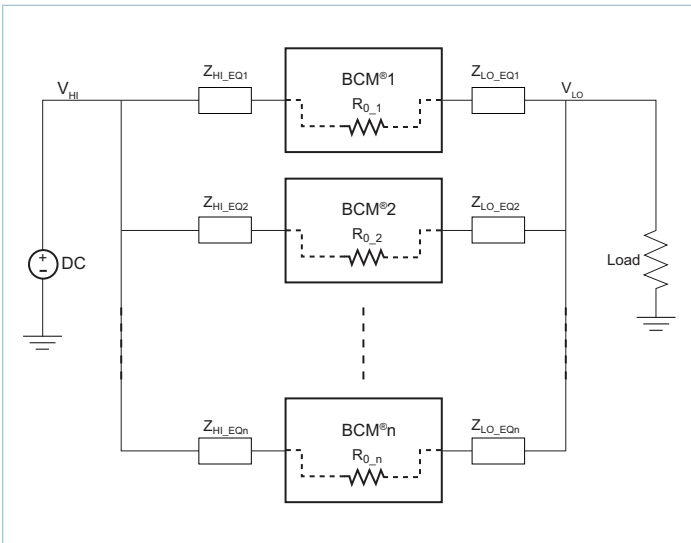 Z_HI_EQ1
BCM®1
Z_LO_EQ1
V_HI
R_0_1
V_LO
Z_HI_EQ2
BCM®2
Z_LO_EQ2
R_0_2
+
–
DC
Load
Z_HI_EQn
BCM®n
Z_LO_EQn
R_0_n